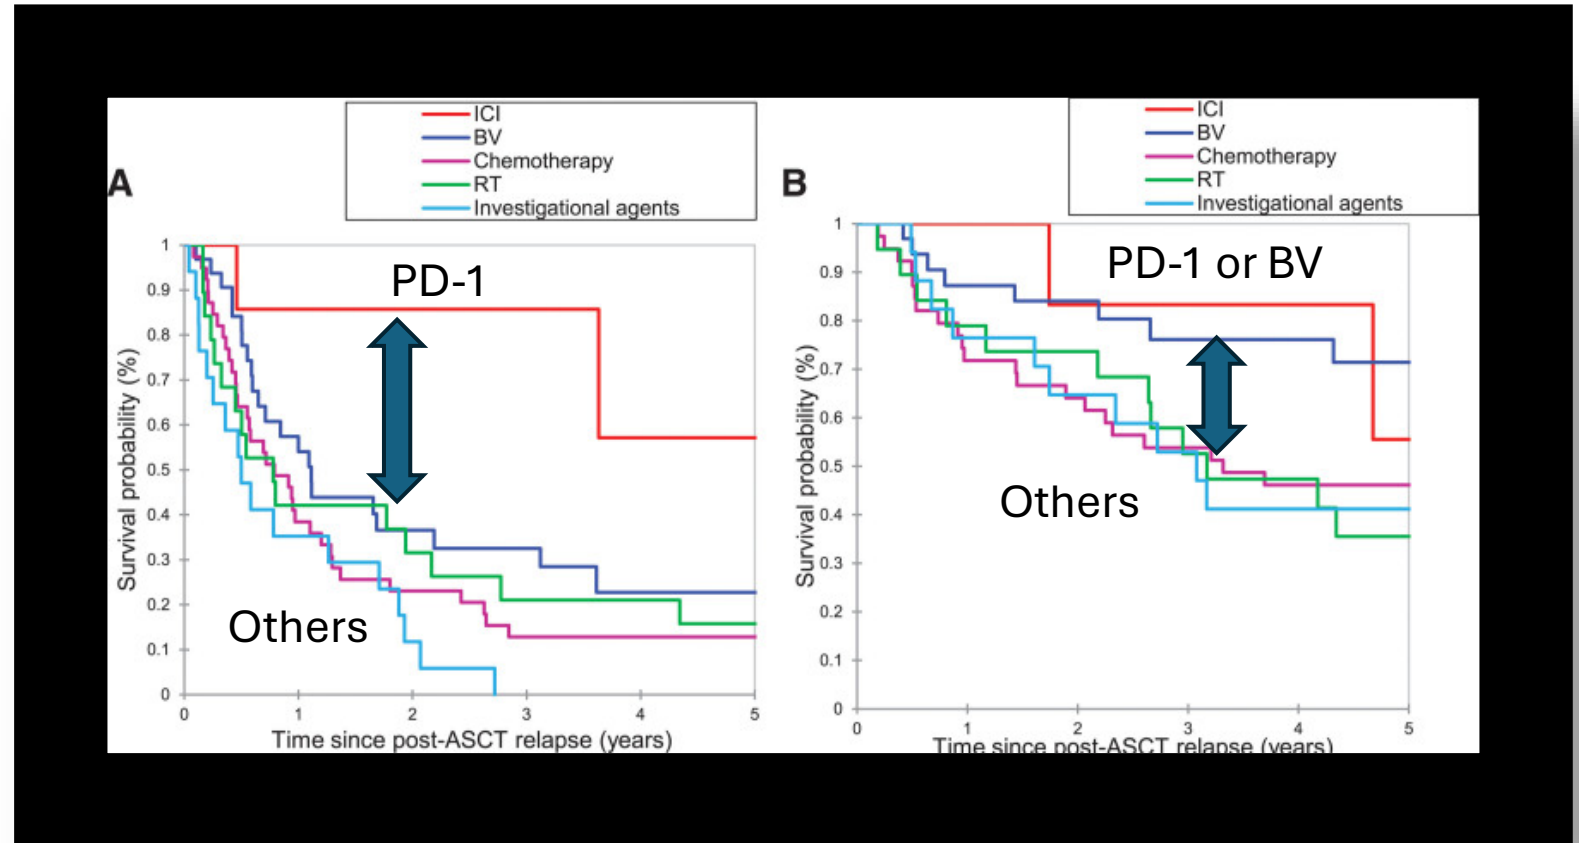 A
ICI
BV
Chemotherapy
RT
Investigational agents
PD-1
Others
Survival probability (%)
1
0.9
0.8
0.7
0.6
0.5
0.4
0.3
0.2
0.1
0
0 1 2 3 4 5
Time since post-ASCT relapse (years)
B
ICI
BV
Chemotherapy
RT
Investigational agents
PD-1 or BV
Others
Survival probability (%)
1
0.9
0.8
0.7
0.6
0.5
0.4
0.3
0.2
0.1
0
0 1 2 3 4 5
Time since post-ASCT relapse (years)